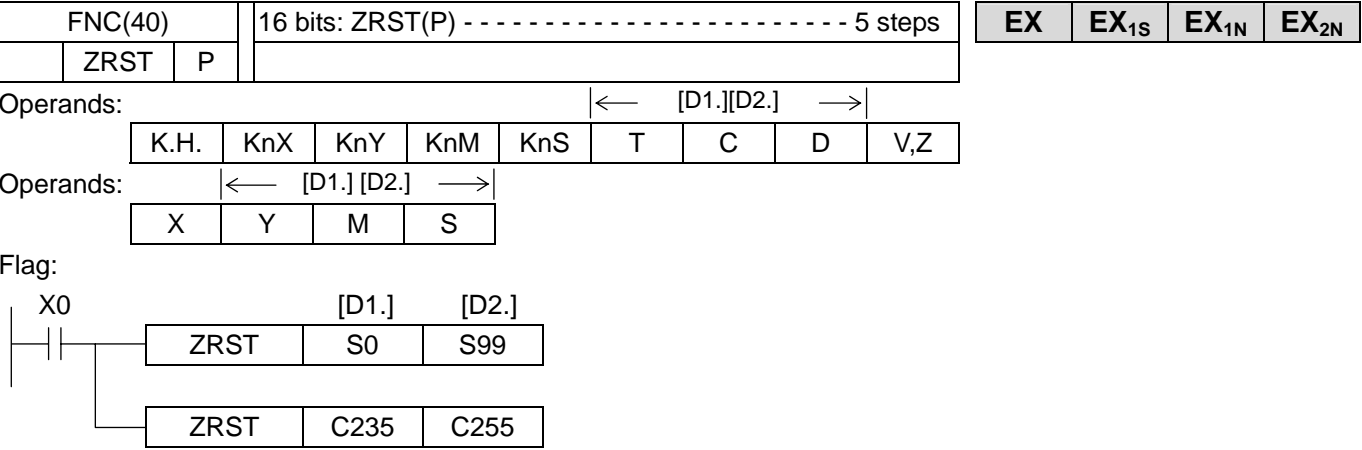 FNC(40) 16 bits: ZRST(P) - - - - - - - - - - - - - - - - - - - - - - - - 5 steps EX EX1S EX1N EX2N
ZRST P
Operands: [D1.][D2.]
K.H. KnX KnY KnM KnS T C D V,Z
Operands: [D1.] [D2.]
X Y M S
Flag:
X0 [D1.] [D2.]
ZRST S0 S99
ZRST C235 C255